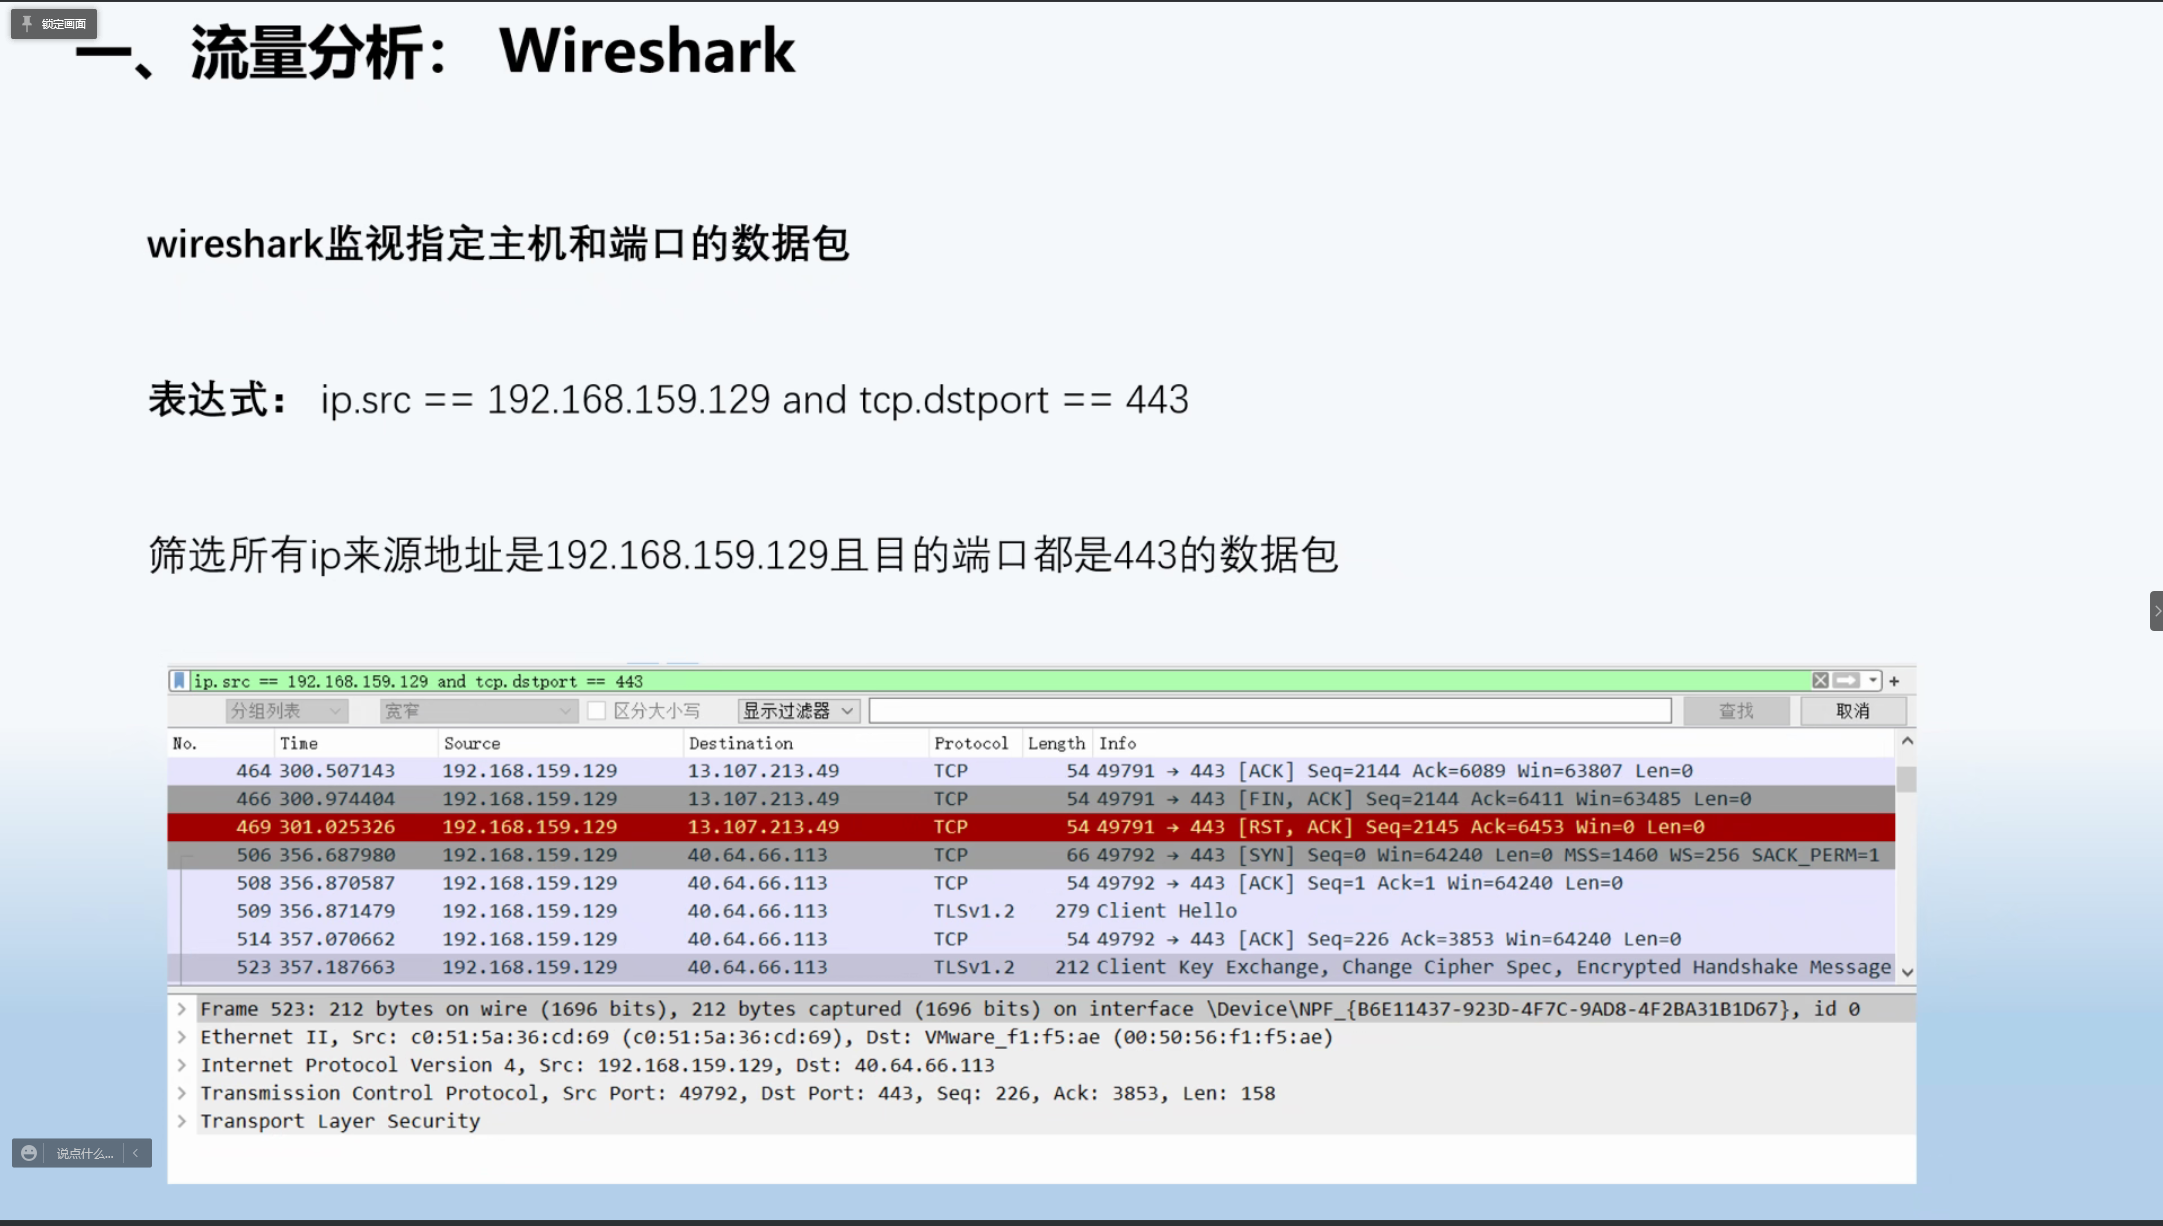 锁定画面
一、流量分析： Wireshark
wireshark监视指定主机和端口的数据包
表达式： ip.src == 192.168.159.129 and tcp.dstport == 443
筛选所有ip来源地址是192.168.159.129且目的端口都是443的数据包
ip.src == 192.168.159.129 and tcp.dstport == 443
分组列表 宽窄 区分大小写 显示过滤器 查找 取消
No. Time Source Destination Protocol Length Info
464 300.507143 192.168.159.129 13.107.213.49 TCP 54 49791 → 443 [ACK] Seq=2144 Ack=6089 Win=63807 Len=0
466 300.974404 192.168.159.129 13.107.213.49 TCP 54 49791 → 443 [FIN, ACK] Seq=2144 Ack=6411 Win=63485 Len=0
469 301.025326 192.168.159.129 13.107.213.49 TCP 54 49791 → 443 [RST, ACK] Seq=2145 Ack=6453 Win=0 Len=0
506 356.687980 192.168.159.129 40.64.66.113 TCP 66 49792 → 443 [SYN] Seq=0 Win=64240 Len=0 MSS=1460 WS=256 SACK_PERM=1
508 356.870587 192.168.159.129 40.64.66.113 TCP 54 49792 → 443 [ACK] Seq=1 Ack=1 Win=64240 Len=0
509 356.871479 192.168.159.129 40.64.66.113 TLSv1.2 279 Client Hello
514 357.070662 192.168.159.129 40.64.66.113 TCP 54 49792 → 443 [ACK] Seq=226 Ack=3853 Win=64240 Len=0
523 357.187663 192.168.159.129 40.64.66.113 TLSv1.2 212 Client Key Exchange, Change Cipher Spec, Encrypted Handshake Message
Frame 523: 212 bytes on wire (1696 bits), 212 bytes captured (1696 bits) on interface \Device\NPF_{B6E11437-923D-4F7C-9AD8-4F2BA31B1D67}, id 0
Ethernet II, Src: c0:51:5a:36:cd:69 (c0:51:5a:36:cd:69), Dst: VMware_f1:f5:ae (00:50:56:f1:f5:ae)
Internet Protocol Version 4, Src: 192.168.159.129, Dst: 40.64.66.113
Transmission Control Protocol, Src Port: 49792, Dst Port: 443, Seq: 226, Ack: 3853, Len: 158
Transport Layer Security
说点什么...